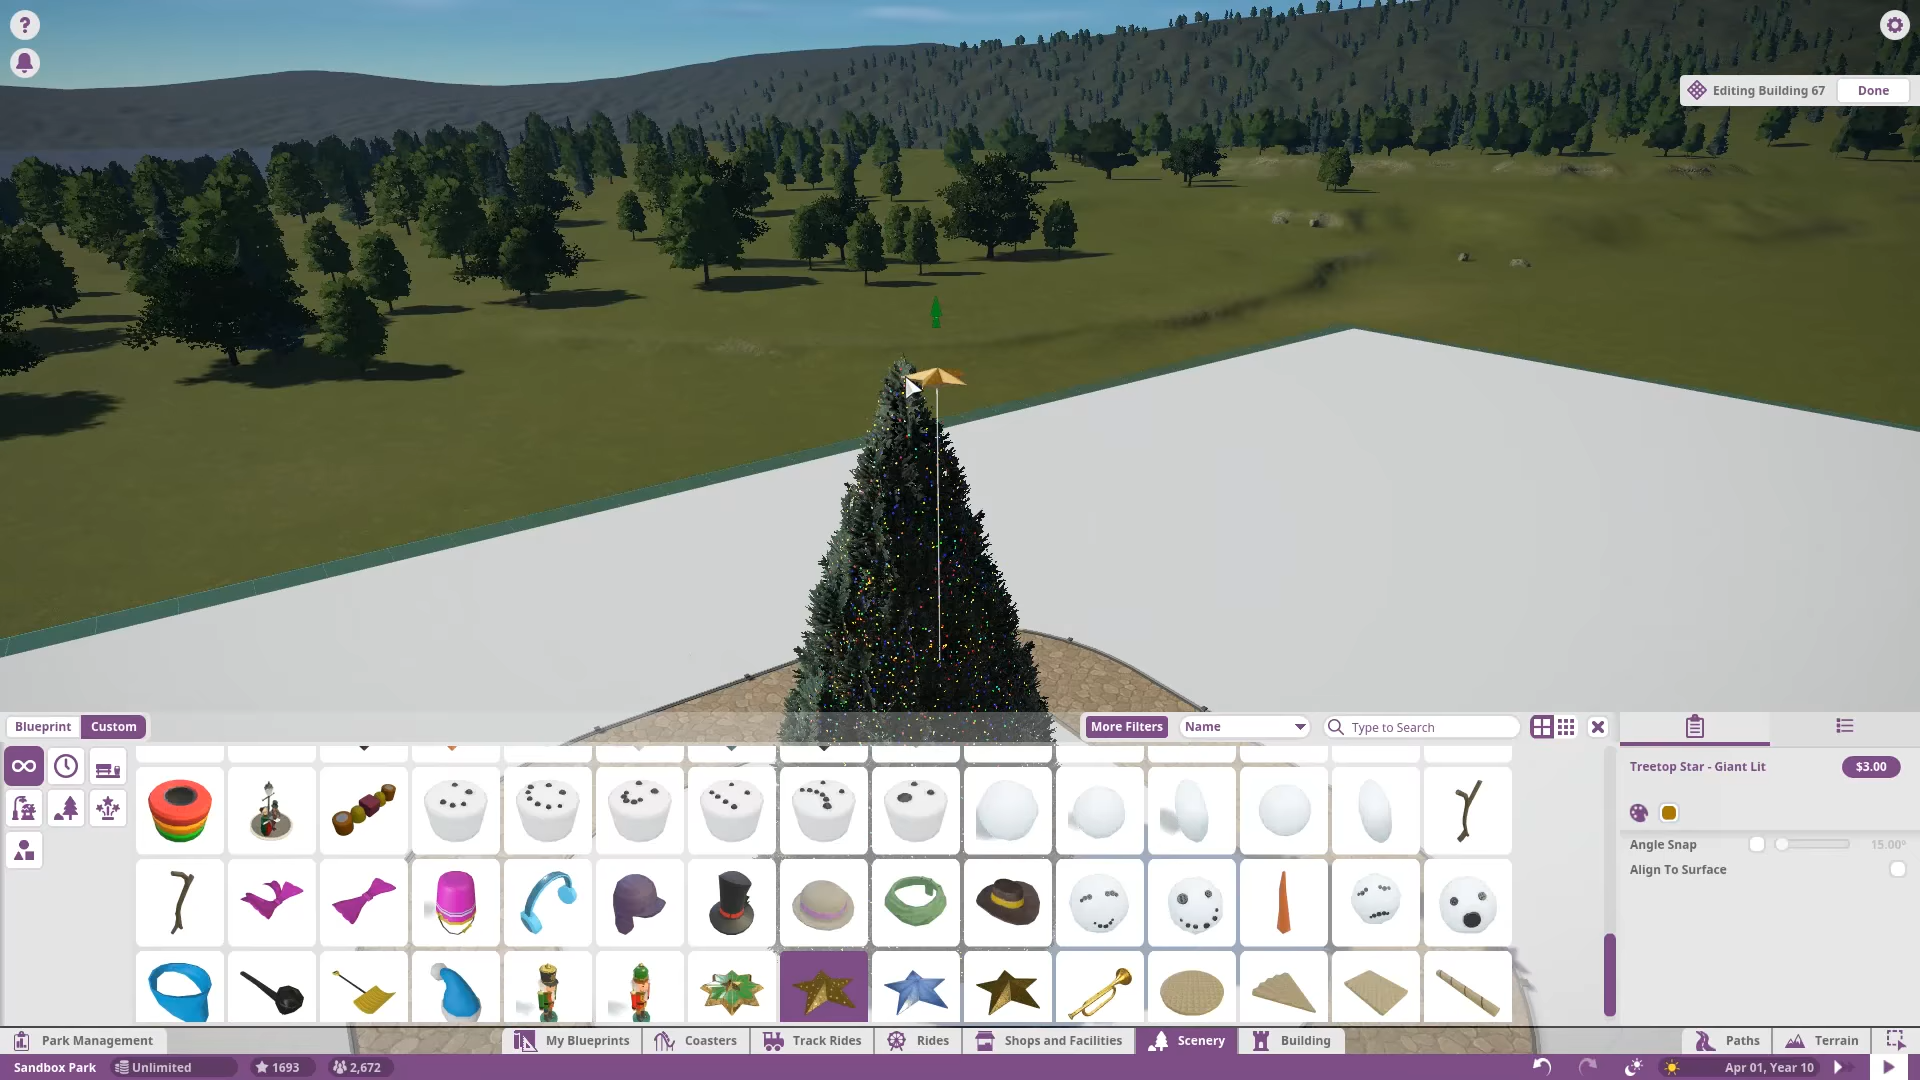 ?
Editing Building 67 Done
Blueprint Custom More Filters Name Type to Search
Treetop Star - Giant Lit $3.00
Angle Snap 15.00°
Align To Surface
Park Management My Blueprints Coasters Track Rides Rides Shops and Facilities Scenery Building Paths Terrain
Sandbox Park Unlimited 1693 2,672 Apr 01, Year 10